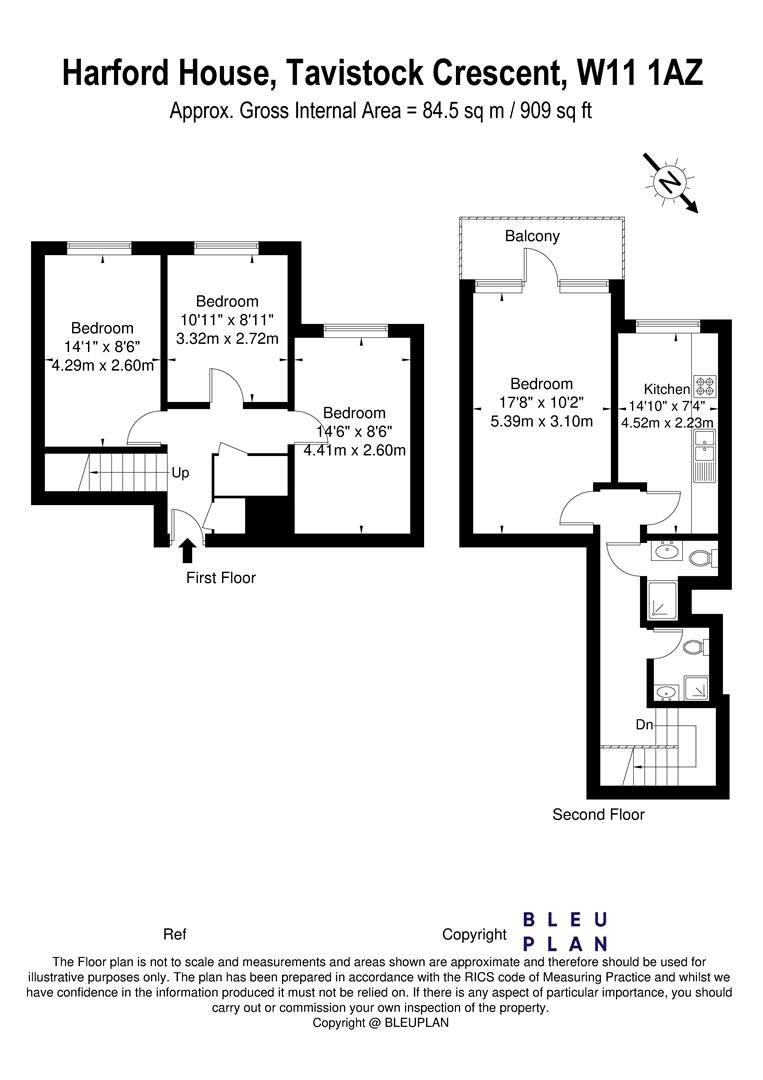 Harford House, Tavistock Crescent, W11 1AZ
Approx. Gross Internal Area = 84.5 sq m / 909 sq ft
N
Balcony
Bedroom
14'1" x 8'6"
4.29m x 2.60m
Bedroom
10'11" x 8'11"
3.32m x 2.72m
Bedroom
14'6" x 8'6"
4.41m x 2.60m
Up
First Floor
Bedroom
17'8" x 10'2"
5.39m x 3.10m
Kitchen
14'10" x 7'4"
4.52m x 2.23m
Dn
Second Floor
Ref
Copyright
BLEU
PLAN
The Floor plan is not to scale and measurements and areas shown are approximate and therefore should be used for
illustrative purposes only. The plan has been prepared in accordance with the RICS code of Measuring Practice and whilst we
have confidence in the information produced it must not be relied on. If there is any aspect of particular importance, you should
carry out or commission your own inspection of the property.
Copyright @ BLEUPLAN